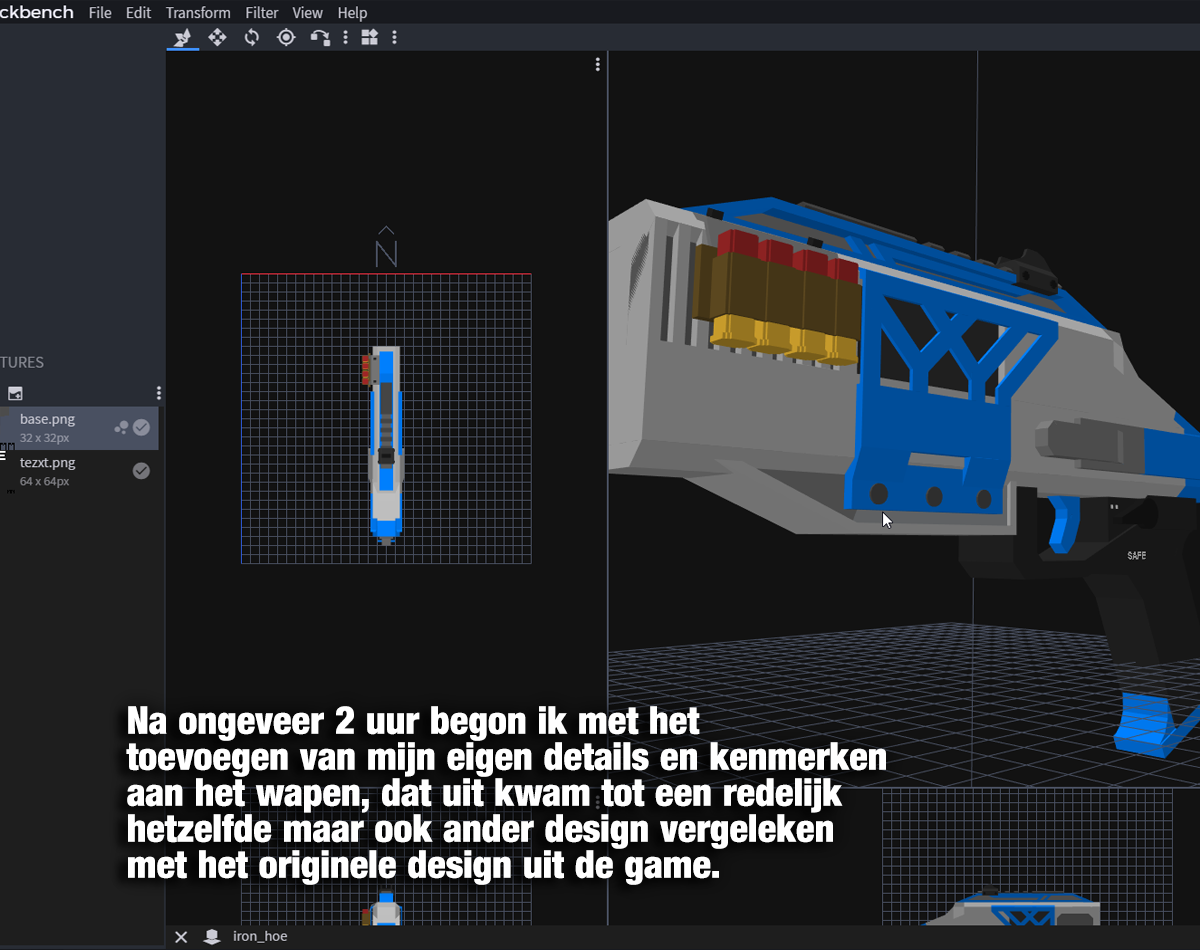 ckbench File Edit Transform Filter View Help
N
TURES
base.png
32 x 32px
tezxt.png
64 x 64px
SAFE
Na ongeveer 2 uur begon ik met het
toevoegen van mijn eigen details en kenmerken
aan het wapen, dat uit kwam tot een redelijk
hetzelfde maar ook ander design vergeleken
met het originele design uit de game.
iron_hoe